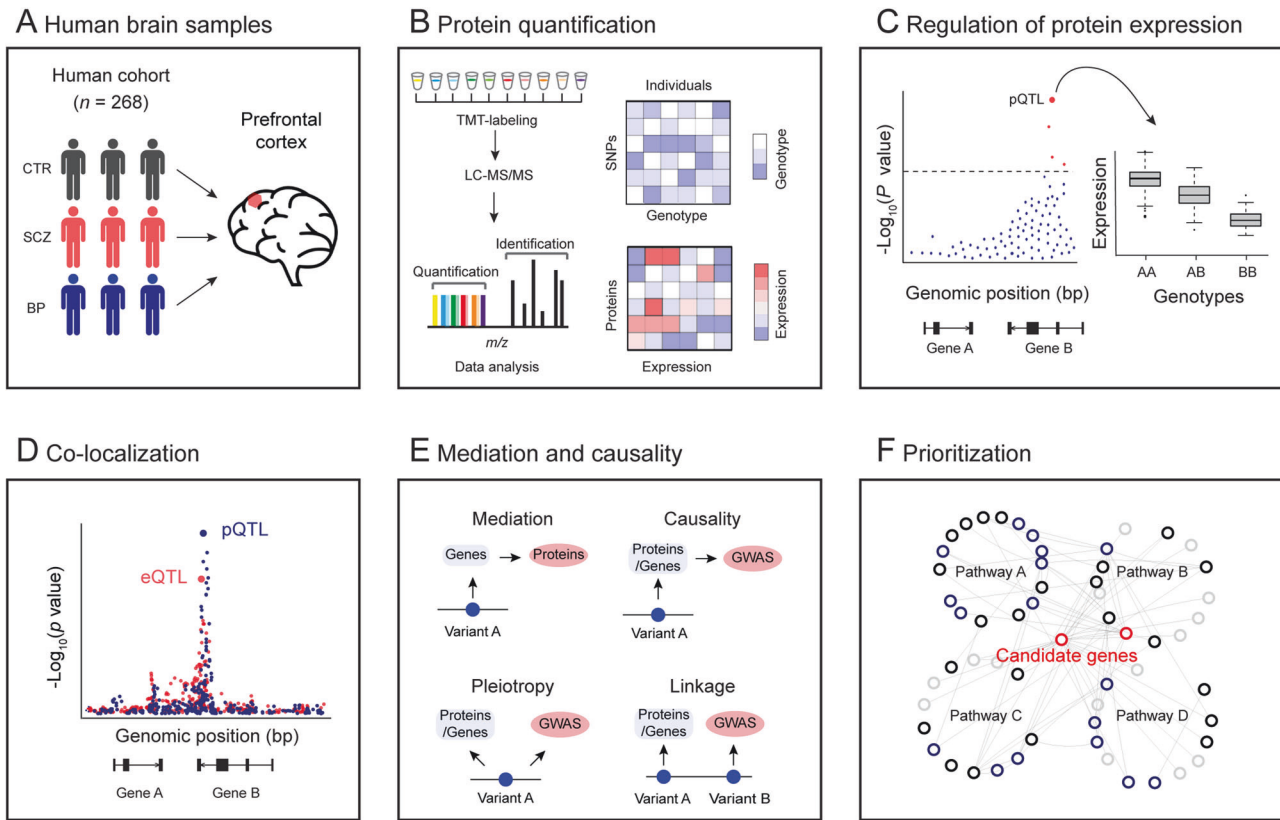 A Human brain samples
Human cohort
(n = 268)
Prefrontal
cortex
CTR
SCZ
BP
B Protein quantification
TMT-labeling
LC-MS/MS
Identification
Quantification
m/z
Data analysis
Individuals
SNPs
Genotype
Genotype
Proteins
Expression
Expression
C Regulation of protein expression
pQTL
-Log10(P value)
Genomic position (bp)
Gene A
Gene B
Expression
AA
AB
BB
Genotypes
D Co-localization
pQTL
eQTL
-Log10(p value)
Genomic position (bp)
Gene A
Gene B
E Mediation and causality
Mediation
Genes
Proteins
Variant A
Causality
Proteins
/Genes
GWAS
Variant A
Pleiotropy
Proteins
/Genes
GWAS
Variant A
Linkage
Proteins
/Genes
GWAS
Variant A
Variant B
F Prioritization
Pathway A
Pathway B
Candidate genes
Pathway C
Pathway D